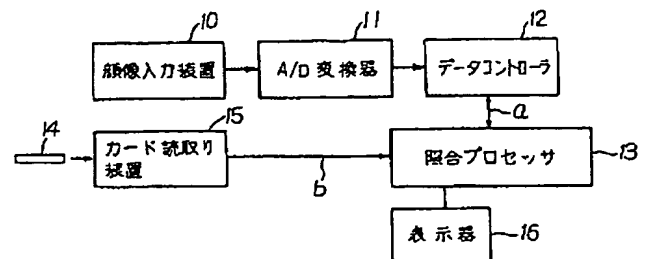 10
11
12
顔像入力装置
A/D変換器
データコントローラ
14
15
a
カード読取り
装置
b
照合プロセッサ
13
表示器
16